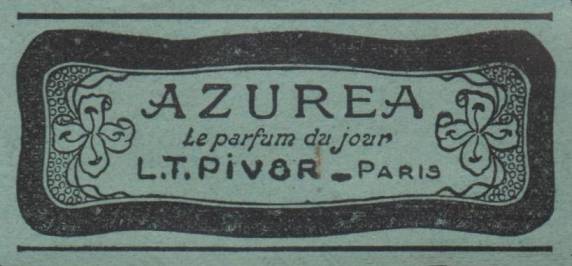 AZUREA
Le parfum du jour
L.T. PiVER - PARIS